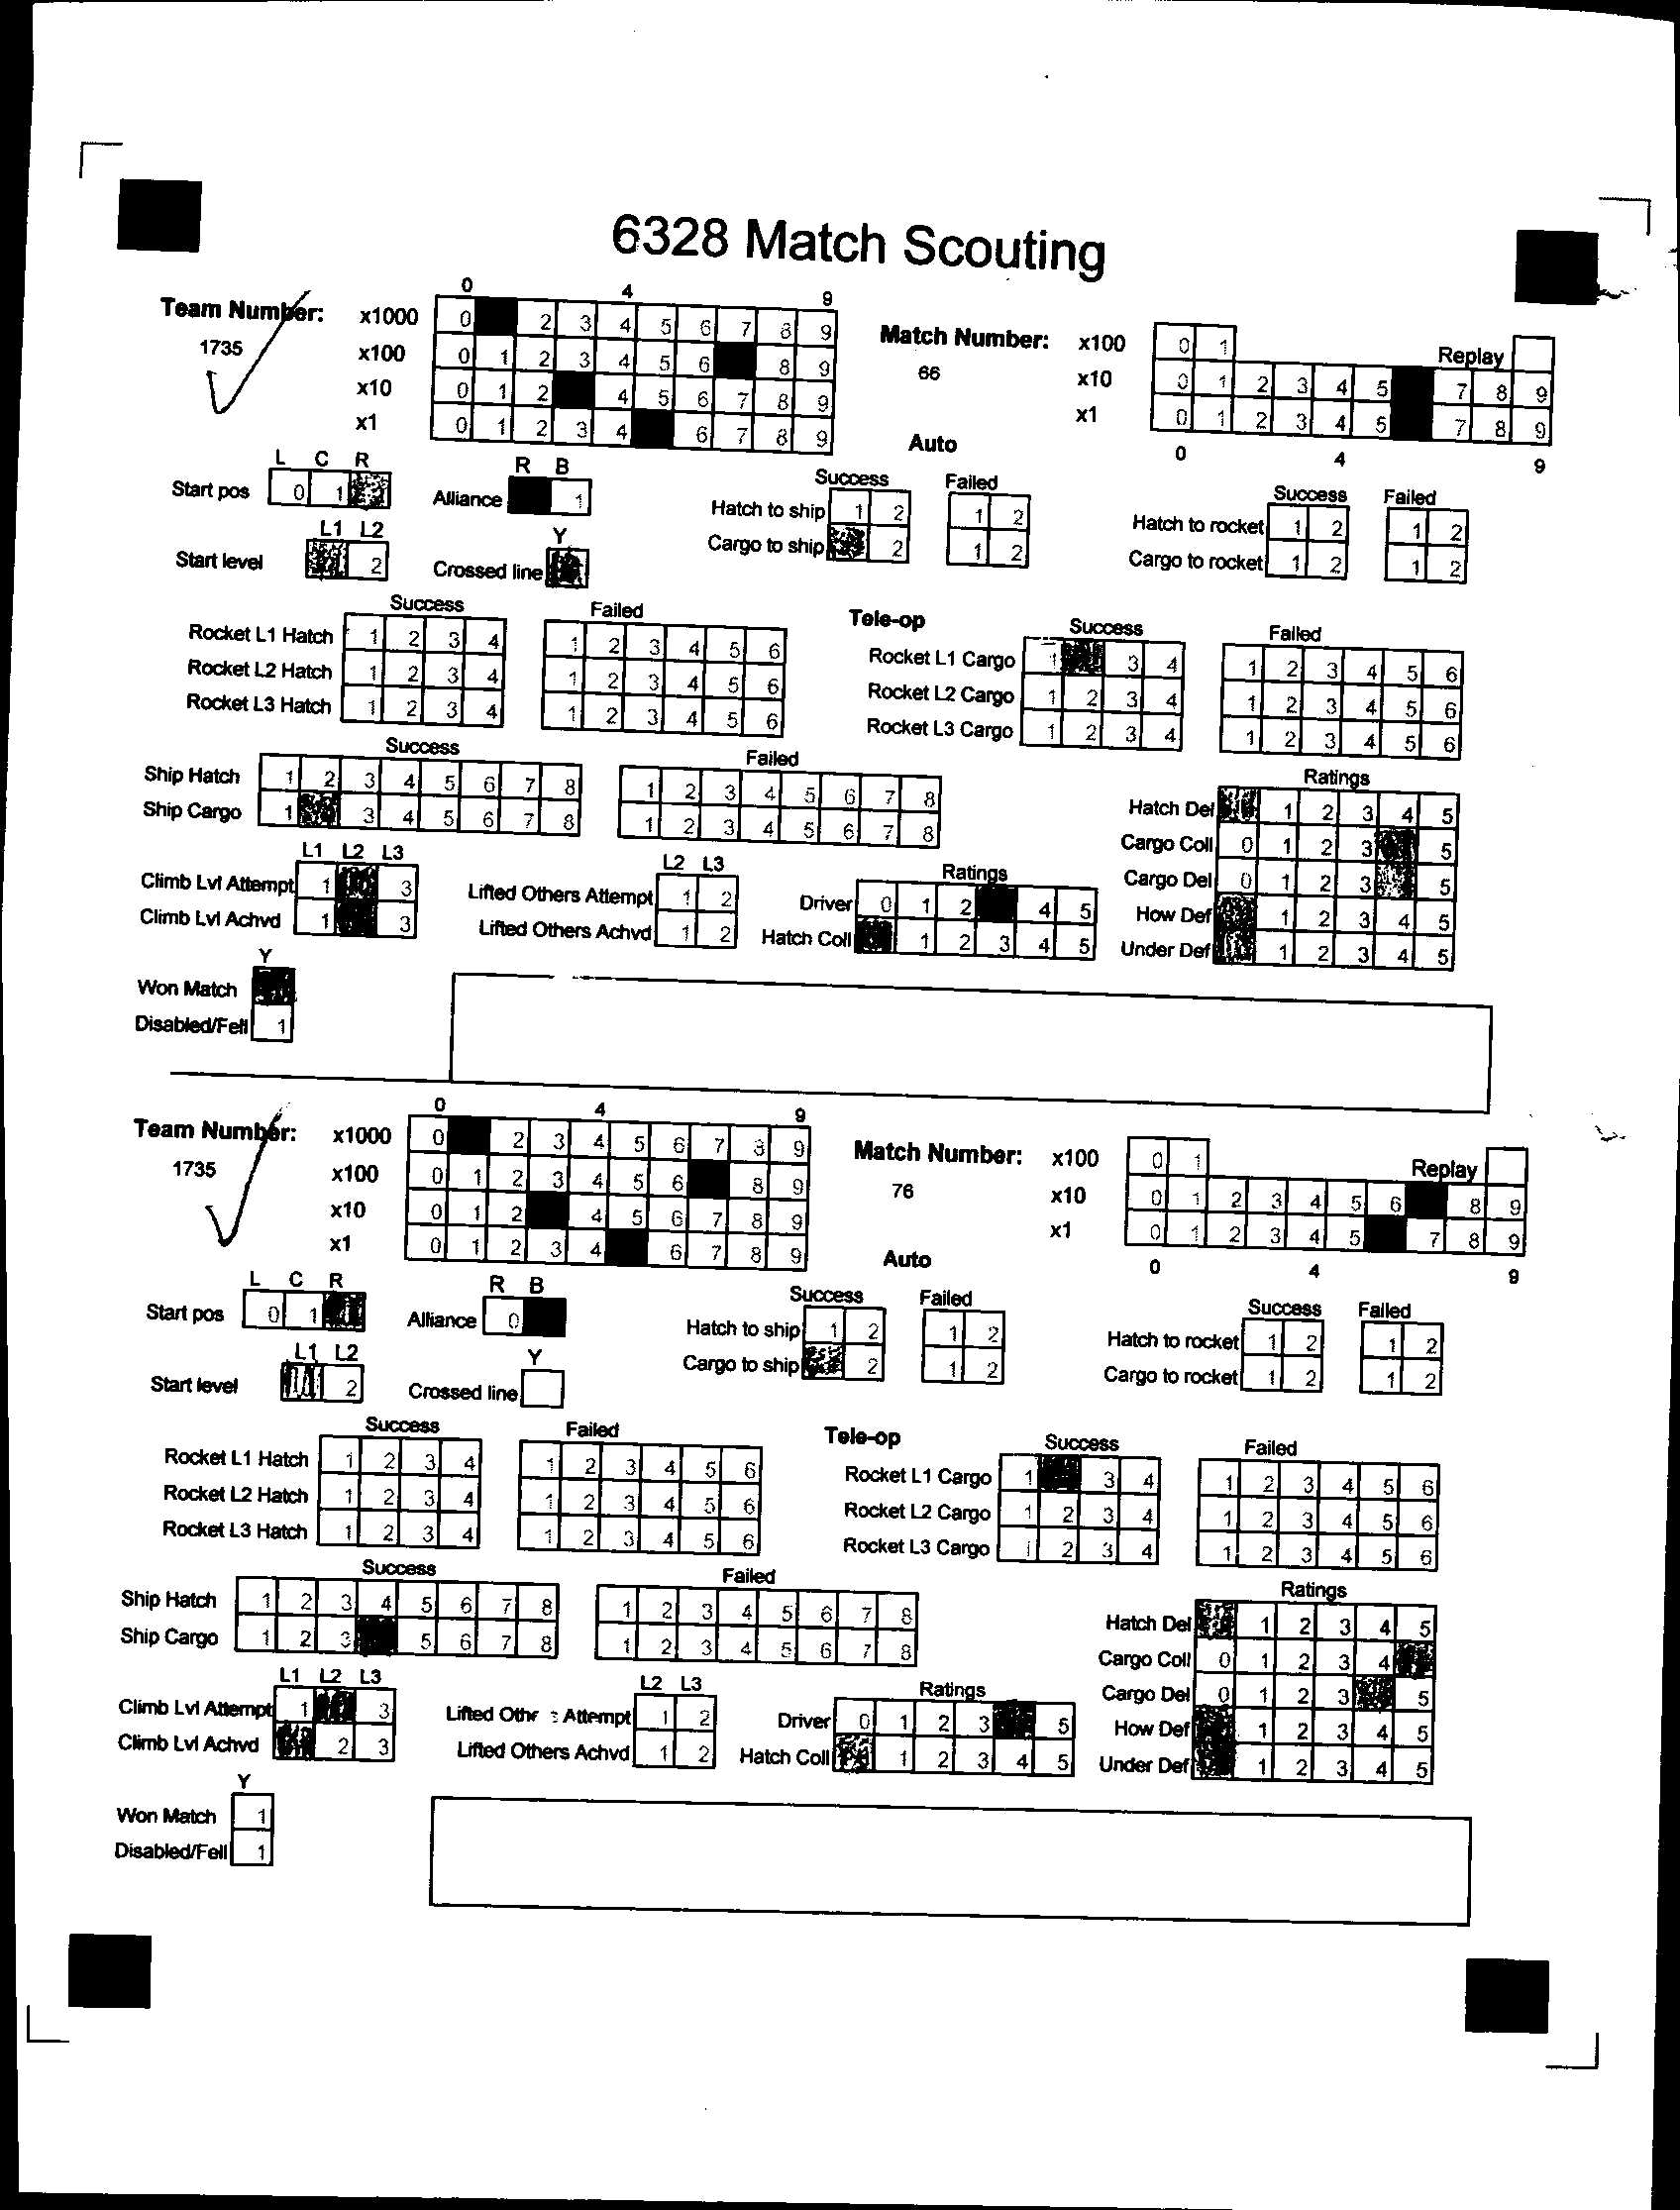 6328 Match Scouting
0 4 9
Team Number: x1000 0 2 3 4 5 6 7 8 9
1735 x100 0 1 2 3 4 5 6 8 9
x10 0 1 2 4 5 6 7 8 9
x1 0 1 2 3 4 6 7 8 9
Match Number: x100 0 1 Replay
66 x10 0 1 2 3 4 5 7 8 9
x1 0 1 2 3 4 5 7 8 9
0 4 9
Auto
L C R
Start pos 0 1
R B
Alliance 1
L1 L2
Start level 2
Y
Crossed line
Success Failed
Hatch to ship 1 2 1 2
Cargo to ship 2 1 2
Success Failed
Hatch to rocket 1 2 1 2
Cargo to rocket 1 2 1 2
Success Failed
Rocket L1 Hatch 1 2 3 4 1 2 3 4 5 6
Rocket L2 Hatch 1 2 3 4 1 2 3 4 5 6
Rocket L3 Hatch 1 2 3 4 1 2 3 4 5 6
Tele-op
Success Failed
Rocket L1 Cargo 1 3 4 1 2 3 4 5 6
Rocket L2 Cargo 1 2 3 4 1 2 3 4 5 6
Rocket L3 Cargo 1 2 3 4 1 2 3 4 5 6
Success Failed
Ship Hatch 1 2 3 4 5 6 7 8 1 2 3 4 5 6 7 8
Ship Cargo 1 3 4 5 6 7 8 1 2 3 4 5 6 7 8
Ratings
Hatch Del 1 2 3 4 5
Cargo Coll 0 1 2 3 5
Cargo Del 0 1 2 3 5
How Def 1 2 3 4 5
Under Def 1 2 3 4 5
L1 L2 L3
Climb Lvl Attempt 1 3
Climb Lvl Achvd 1 3
L2 L3
Lifted Others Attempt 1 2
Lifted Others Achvd 1 2
Ratings
Driver 0 1 2 4 5
Hatch Coll 1 2 3 4 5
Y
Won Match
Disabled/Fell 1
0 4 9
Team Number: x1000 0 2 3 4 5 6 7 8 9
1735 x100 0 1 2 3 4 5 6 8 9
x10 0 1 2 4 5 6 7 8 9
x1 0 1 2 3 4 6 7 8 9
Match Number: x100 0 1 Replay
76 x10 0 1 2 3 4 5 6 8 9
x1 0 1 2 3 4 5 7 8 9
0 4 9
Auto
L C R
Start pos 0 1
R B
Alliance 0
L1 L2
Start level 2
Y
Crossed line
Success Failed
Hatch to ship 1 2 1 2
Cargo to ship 2 1 2
Success Failed
Hatch to rocket 1 2 1 2
Cargo to rocket 1 2 1 2
Success Failed
Rocket L1 Hatch 1 2 3 4 1 2 3 4 5 6
Rocket L2 Hatch 1 2 3 4 1 2 3 4 5 6
Rocket L3 Hatch 1 2 3 4 1 2 3 4 5 6
Tele-op
Success Failed
Rocket L1 Cargo 1 3 4 1 2 3 4 5 6
Rocket L2 Cargo 1 2 3 4 1 2 3 4 5 6
Rocket L3 Cargo 1 2 3 4 1 2 3 4 5 6
Success Failed
Ship Hatch 1 2 3 4 5 6 7 8 1 2 3 4 5 6 7 8
Ship Cargo 1 2 3 5 6 7 8 1 2 3 4 5 6 7 8
Ratings
Hatch Del 1 2 3 4 5
Cargo Coll 0 1 2 3 4
Cargo Del 0 1 2 3 5
How Def 1 2 3 4 5
Under Def 1 2 3 4 5
L1 L2 L3
Climb Lvl Attempt 1 3
Climb Lvl Achvd 2 3
L2 L3
Lifted Attempt 1 2
Lifted Others Achvd 1 2
Ratings
Driver 0 1 2 3 5
Hatch Coll 1 2 3 4 5
Y
Won Match 1
Disabled/Fell 1